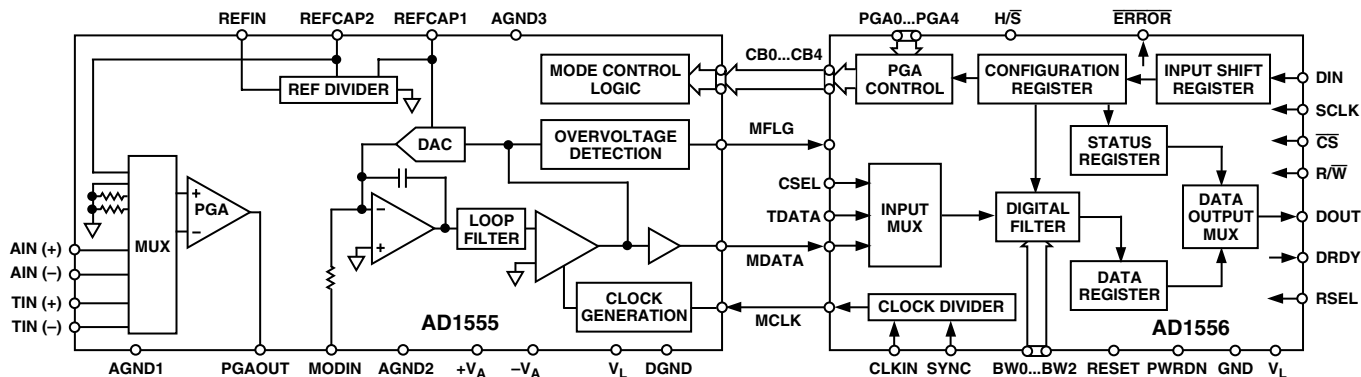 REFIN REFCAP2 REFCAP1 AGND3
PGA0...PGA4 H/S̅ E̅R̅R̅O̅R̅
CB0...CB4
REF DIVIDER
MODE CONTROL
LOGIC
PGA
CONTROL
CONFIGURATION
REGISTER
INPUT SHIFT
REGISTER
DIN
SCLK
DAC
OVERVOLTAGE
DETECTION
MFLG
STATUS
REGISTER
C̅S̅
R/W̅
MUX
+
PGA
–
–
+
LOOP
FILTER
CSEL
TDATA
MDATA
INPUT
MUX
DIGITAL
FILTER
DATA
OUTPUT
MUX
DOUT
DRDY
AIN (+)
AIN (–)
TIN (+)
TIN (–)
CLOCK
GENERATION
MCLK
CLOCK DIVIDER
DATA
REGISTER
RSEL
AD1555
AD1556
AGND1 PGAOUT MODIN AGND2 +VA –VA VL DGND
CLKIN SYNC BW0...BW2 RESET PWRDN GND VL